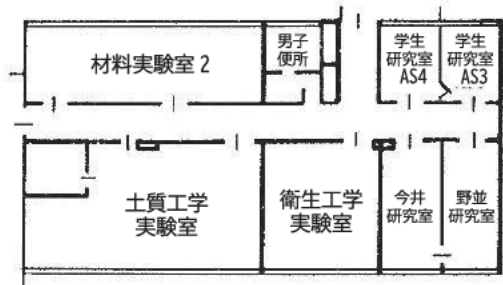 材料実験室2
男子
便所
学生
研究室
AS4
学生
研究室
AS3
土質工学
実験室
衛生工学
実験室
今井
研究室
野並
研究室